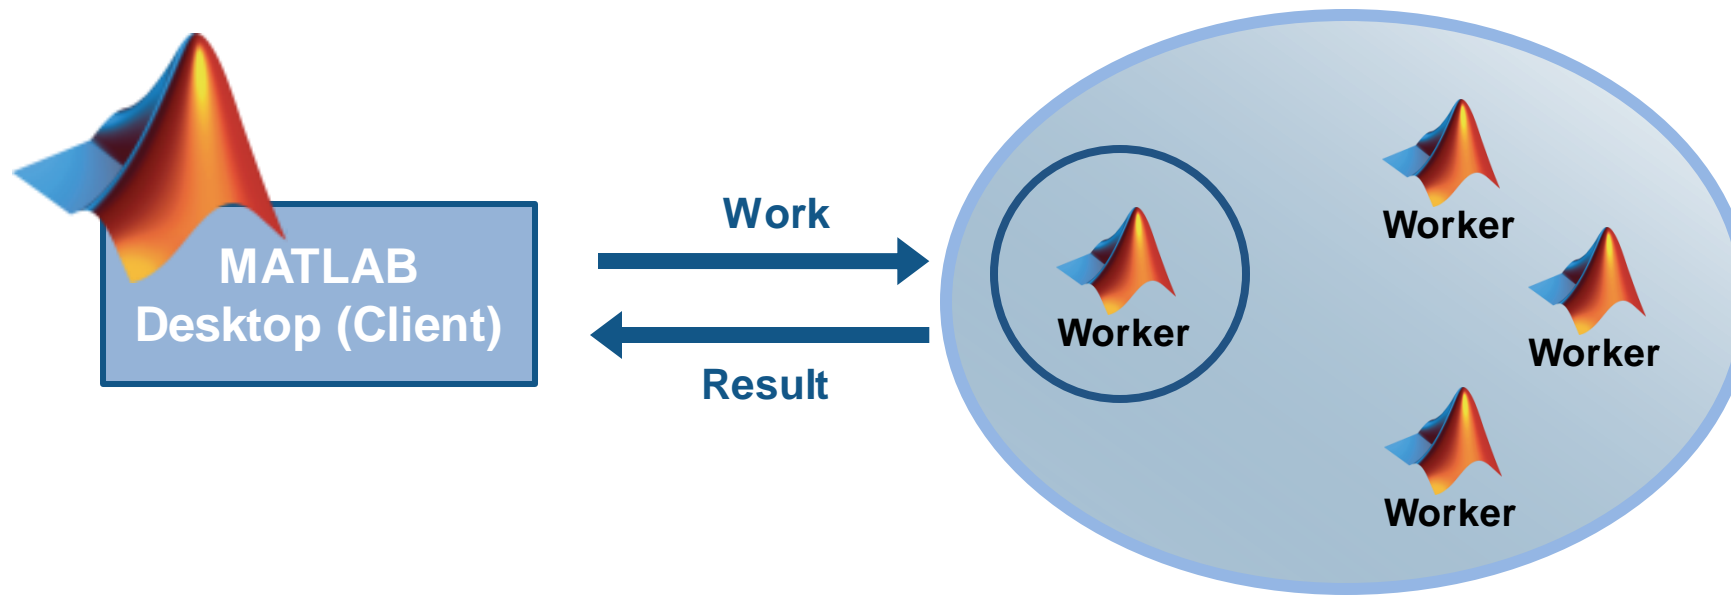 MATLAB
Desktop (Client)
Work
Result
Worker
Worker
Worker
Worker